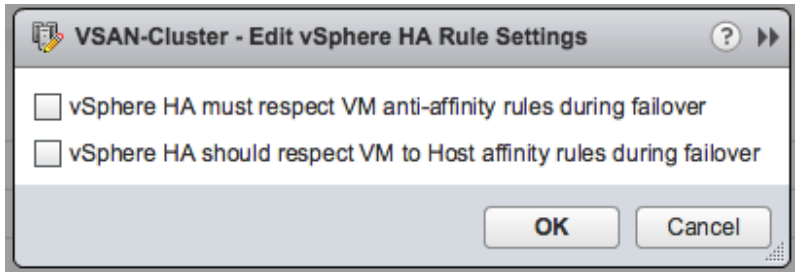 VSAN-Cluster - Edit vSphere HA Rule Settings ?
vSphere HA must respect VM anti-affinity rules during failover
vSphere HA should respect VM to Host affinity rules during failover
OK Cancel